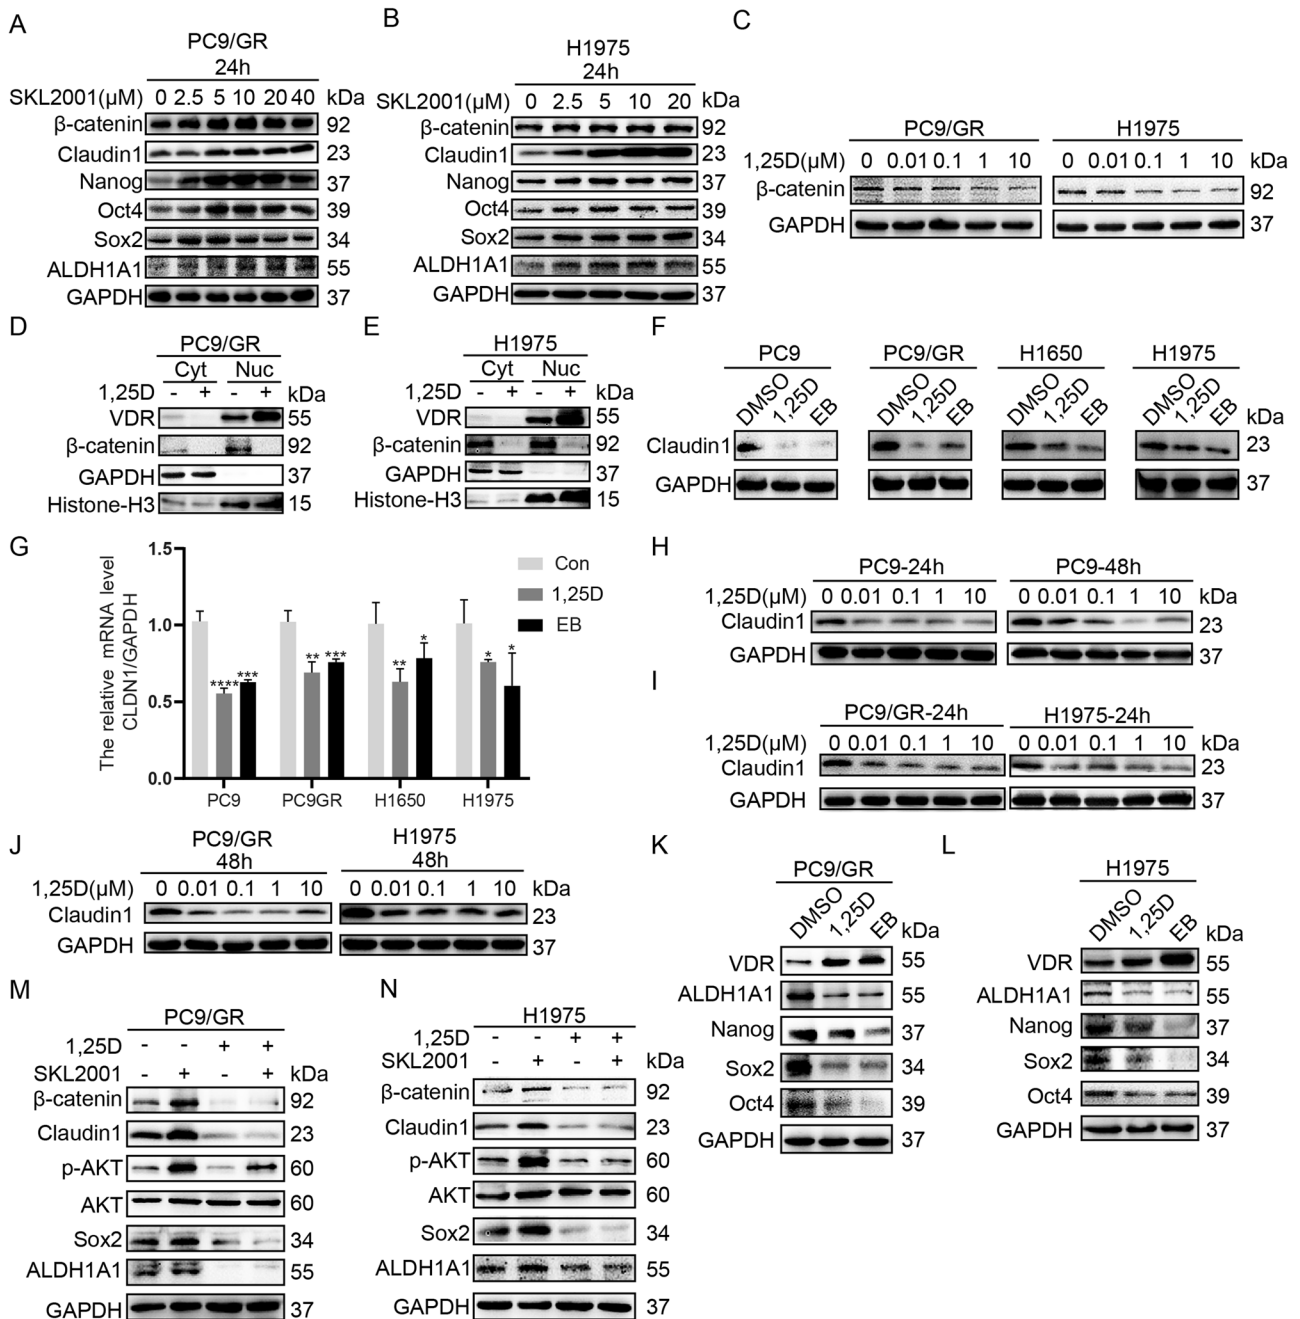 A
PC9/GR
24h
SKL2001(μM) 0 2.5 5 10 20 40 kDa
β-catenin 92
Claudin1 23
Nanog 37
Oct4 39
Sox2 34
ALDH1A1 55
GAPDH 37
B
H1975
24h
SKL2001(μM) 0 2.5 5 10 20 kDa
β-catenin 92
Claudin1 23
Nanog 37
Oct4 39
Sox2 34
ALDH1A1 55
GAPDH 37
C
PC9/GR H1975
1,25D(μM) 0 0.01 0.1 1 10 0 0.01 0.1 1 10 kDa
β-catenin 92
GAPDH 37
D
PC9/GR
Cyt Nuc
1,25D - + - + kDa
VDR 55
β-catenin 92
GAPDH 37
Histone-H3 15
E
H1975
Cyt Nuc
1,25D - + - + kDa
VDR 55
β-catenin 92
GAPDH 37
Histone-H3 15
F
PC9 PC9/GR H1650 H1975
DMSO 1,25D EB DMSO 1,25D EB DMSO 1,25D EB DMSO 1,25D EB kDa
Claudin1 23
GAPDH 37
G
The relative mRNA level
CLDN1/GAPDH
1.5
1.0
0.5
0.0
Con
1,25D
EB
**** *** ** *** ** * * *
PC9 PC9GR H1650 H1975
H
PC9-24h PC9-48h
1,25D(μM) 0 0.01 0.1 1 10 0 0.01 0.1 1 10 kDa
Claudin1 23
GAPDH 37
I
PC9/GR-24h H1975-24h
1,25D(μM) 0 0.01 0.1 1 10 0 0.01 0.1 1 10 kDa
Claudin1 23
GAPDH 37
J
PC9/GR H1975
48h 48h
1,25D(μM) 0 0.01 0.1 1 10 0 0.01 0.1 1 10 kDa
Claudin1 23
GAPDH 37
K
PC9/GR
DMSO 1,25D EB kDa
VDR 55
ALDH1A1 55
Nanog 37
Sox2 34
Oct4 39
GAPDH 37
L
H1975
DMSO 1,25D EB kDa
VDR 55
ALDH1A1 55
Nanog 37
Sox2 34
Oct4 39
GAPDH 37
M
PC9/GR
1,25D - - + +
SKL2001 - + - + kDa
β-catenin 92
Claudin1 23
p-AKT 60
AKT 60
Sox2 34
ALDH1A1 55
GAPDH 37
N
H1975
1,25D - - + +
SKL2001 - + - + kDa
β-catenin 92
Claudin1 23
p-AKT 60
AKT 60
Sox2 34
ALDH1A1 55
GAPDH 37